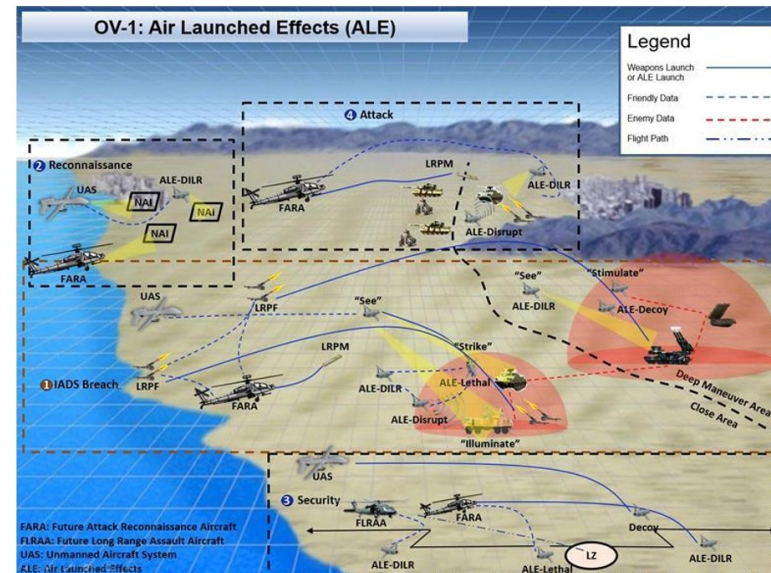 OV-1: Air Launched Effects (ALE)
Legend
Weapons Launch
or ALE Launch
Friendly Data
Enemy Data
Flight Path
4 Attack
2 Reconnaissance
UAS
ALE-DILR
NAI
NAI
NAI
FARA
FARA
LRPM
ALE-DILR
ALE-Disrupt
1 IADS Breach
UAS
LRPF
LRPF
"See"
LRPM
FARA
"Strike"
ALE-DILR
ALE-Lethal
ALE-Disrupt
"Illuminate"
"See"
ALE-DILR
"Stimulate"
ALE-Decoy
Deep Maneuver Area
Close Area
3 Security
UAS
FLRAA
FARA
Decoy
ALE-DILR
ALE-Lethal
LZ
ALE-DILR
FARA: Future Attack Reconnaissance Aircraft
FLRAA: Future Long Range Assault Aircraft
UAS: Unmanned Aircraft System
ALE: Air Launched Effects